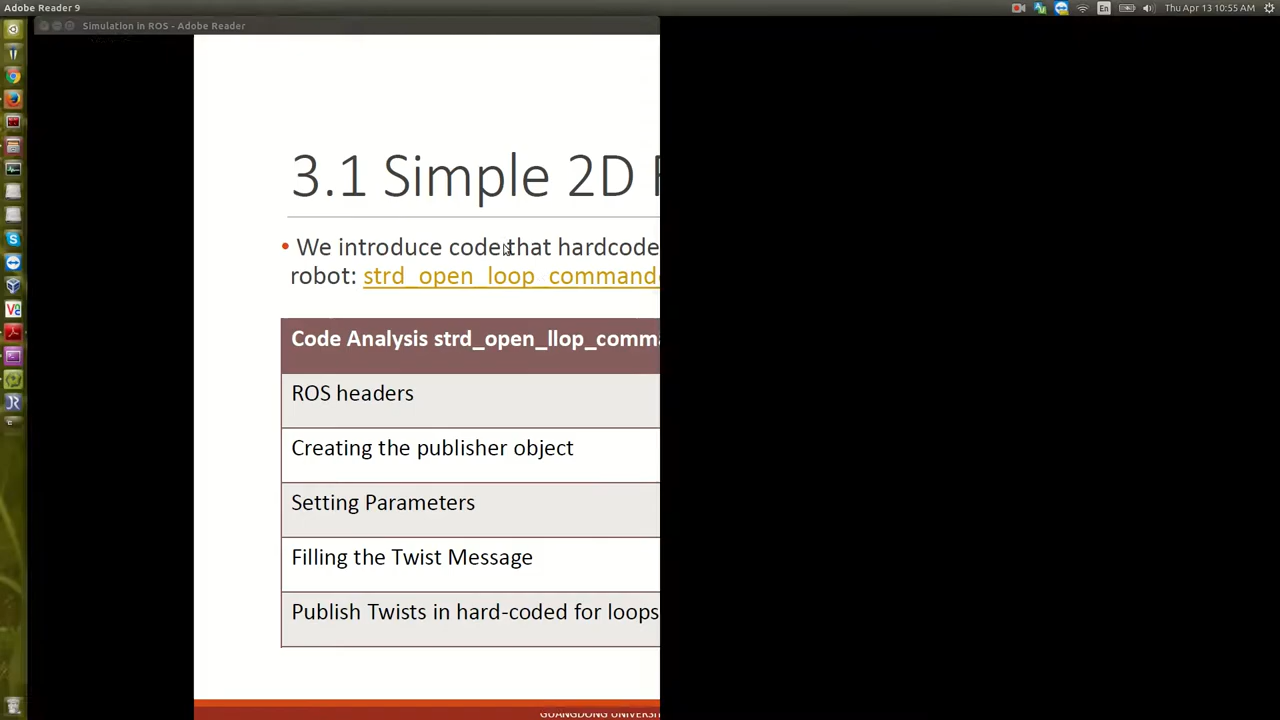 Adobe Reader 9
En
Thu Apr 13 10:55 AM
Simulation in ROS - Adobe Reader
3.1 Simple 2D
• We introduce code that hardcode
robot: strd_open_loop_command
Code Analysis strd_open_llop_comma
ROS headers
Creating the publisher object
Setting Parameters
Filling the Twist Message
Publish Twists in hard-coded for loops
GUANGDONG UNIVERSI